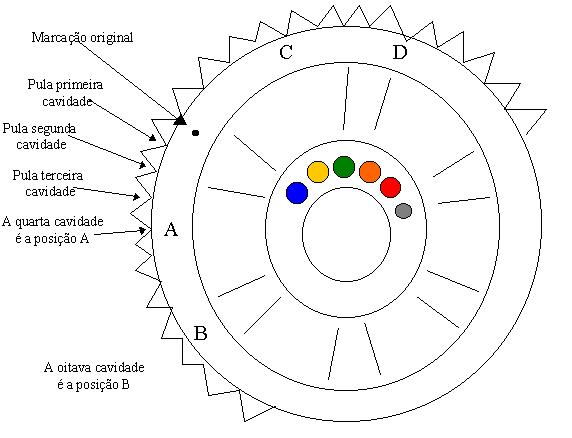 Marcação original
C
D
Pula primeira
cavidade
Pula segunda
cavidade
Pula terceira
cavidade
A quarta cavidade
é a posição A
A
B
A oitava cavidade
é a posição B